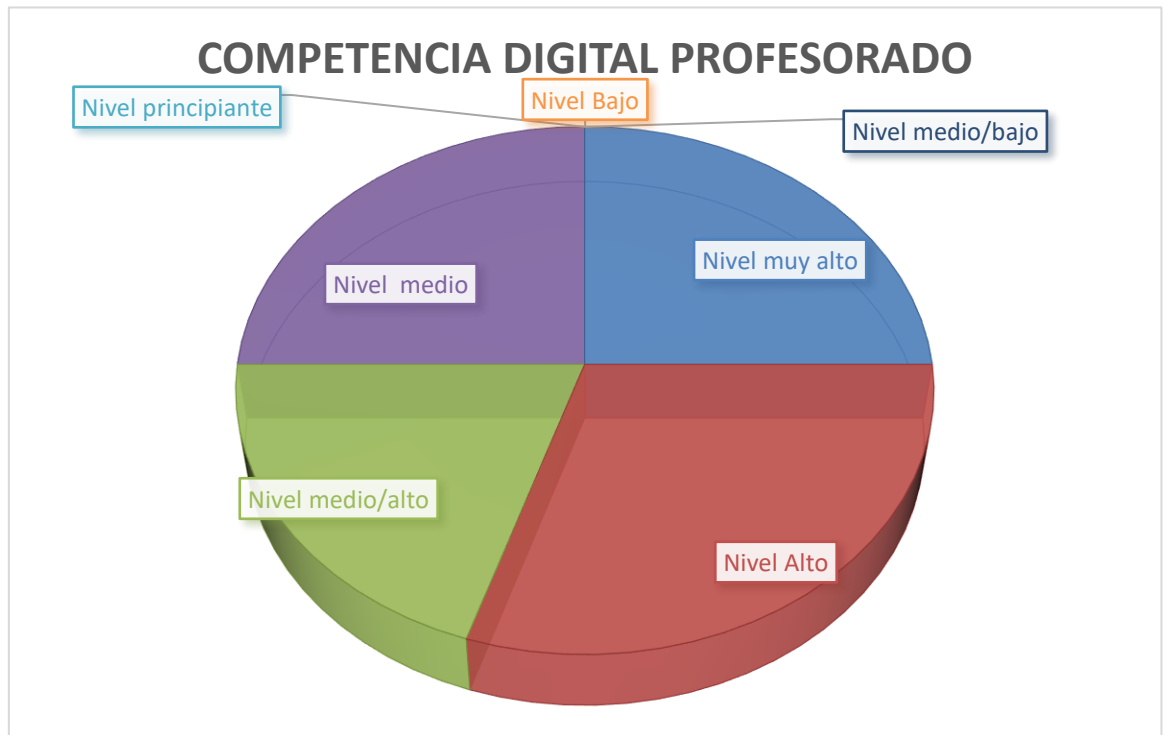 COMPETENCIA DIGITAL PROFESORADO
Nivel principiante
Nivel Bajo
Nivel medio/bajo
Nivel muy alto
Nivel  medio
Nivel medio/alto
Nivel Alto